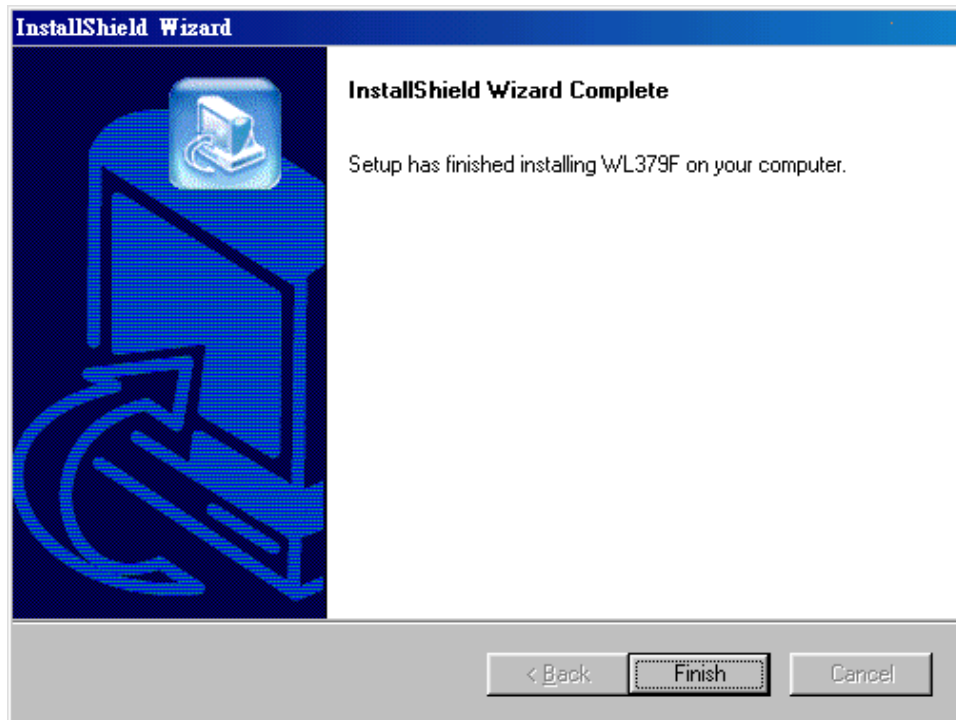 InstallShield Wizard
InstallShield Wizard Complete
Setup has finished installing WL379F on your computer.
< Back
Finish
Cancel